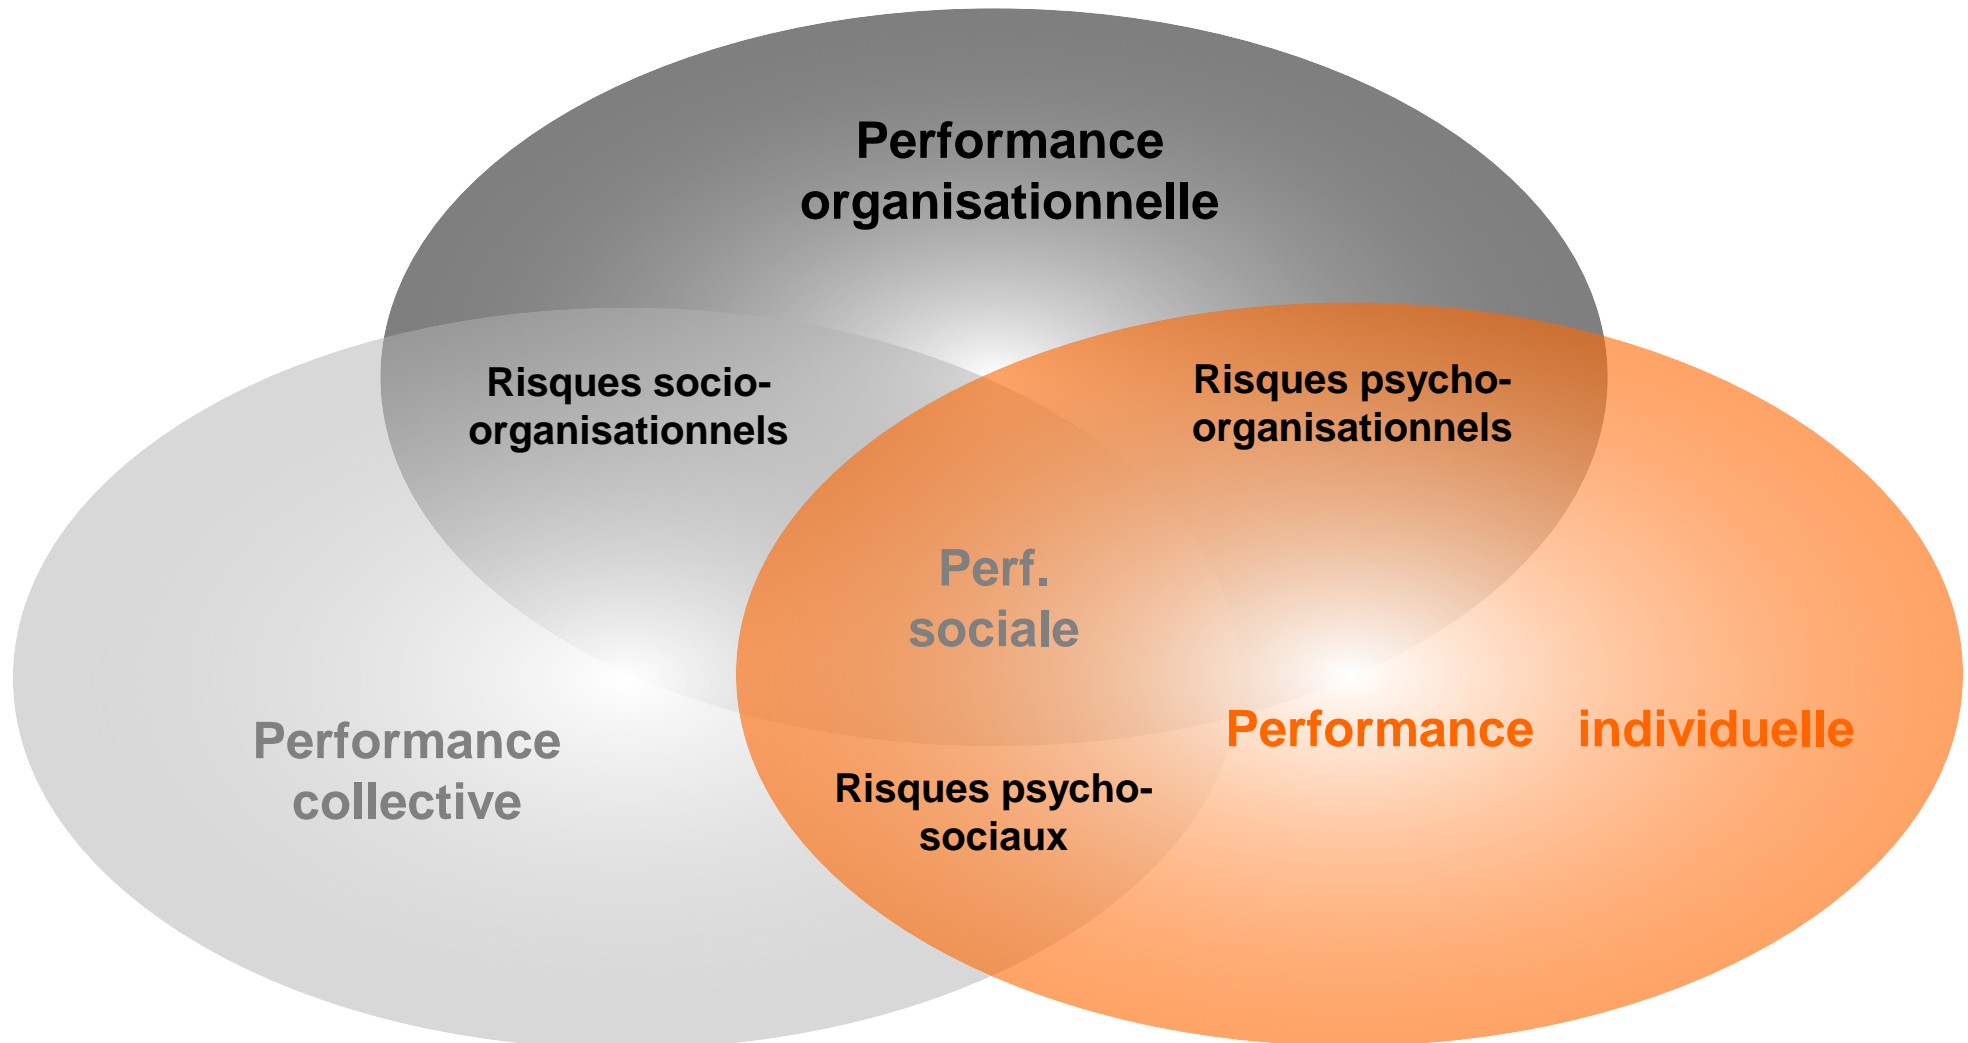 Performance
organisationnelle
Risques socio-
organisationnels
Risques psycho-
organisationnels
Perf.
sociale
Performance
collective
Performance individuelle
Risques psycho-
sociaux